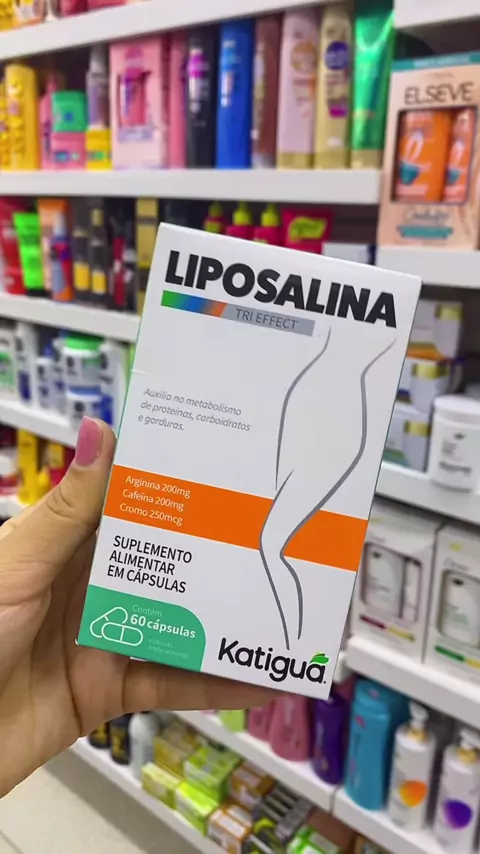 ELSEVE
LIPOSALINA
TRI EFFECT
Auxilia no metabolismo
de proteínas, carboidratos
e gorduras.
Arginina 200mg
Cafeína 200mg
Cromo 250mcg
SUPLEMENTO
ALIMENTAR
EM CÁPSULAS
Contém
60 cápsulas
Katiguá